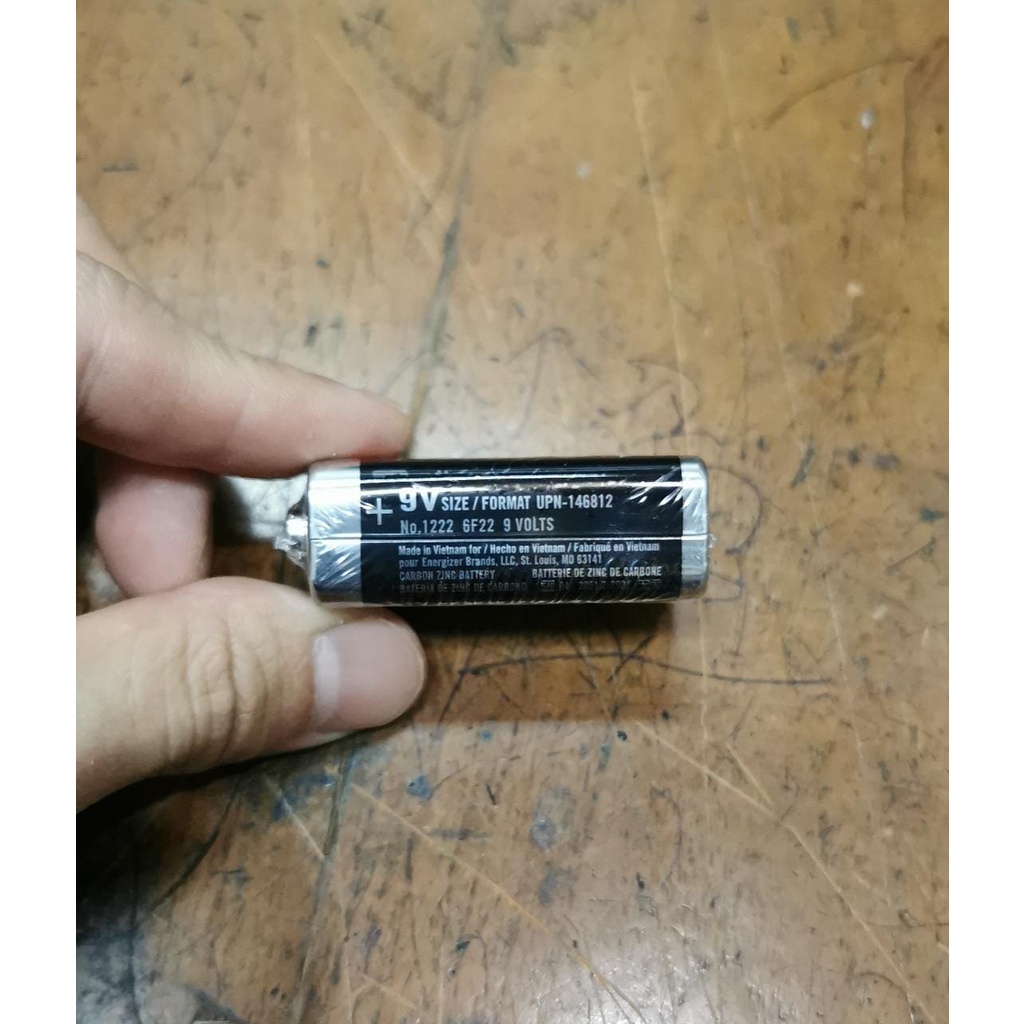 + 9V SIZE / FORMAT UPN-146812
No.1222 6F22 9 VOLTS
Made in Vietnam for / Hecho en Vietnam / Fabriqué en Vietnam
pour Energizer Brands, LLC, St. Louis, MO 63141
CARBON ZINC BATTERY BATTERIE DE ZINC DE CARBONE
BATERIA DE ZINC DE CARBONO